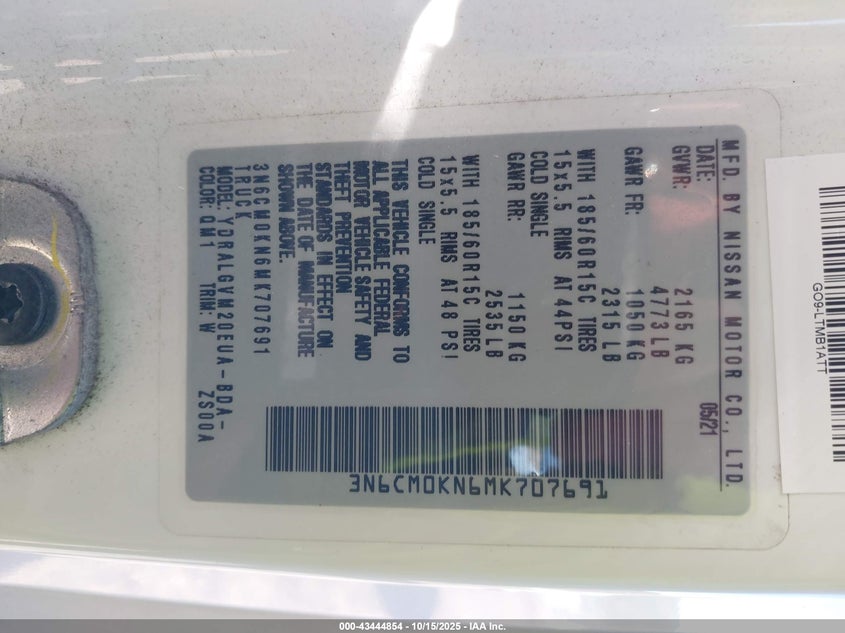 MFD. BY NISSAN MOTOR CO., LTD.
DATE: 05/21
GVWR: 2165 KG
4773 LB
GAWR FR: 1050 KG
2315 LB
WITH 185/60R15C TIRES
15x5.5 RIMS AT 44PSI
COLD SINGLE
GAWR RR: 1150 KG
2535 LB
WITH 185/60R15C TIRES
15x5.5 RIMS AT 48 PSI
COLD SINGLE
THIS VEHICLE CONFORMS TO
ALL APPLICABLE FEDERAL
MOTOR VEHICLE SAFETY AND
THEFT PREVENTION
STANDARDS IN EFFECT ON
THE DATE OF MANUFACTURE
SHOWN ABOVE.
3N6CM0KN6MK707691
TRUCK
MODEL: YDRALGVM20EUA-BDA-
ZS00A
COLOR: QM1 TRIM: W
3N6CM0KN6MK707691
GO9-LTMB1ATT
000-43444854 | 10/15/2025 | IAA Inc.